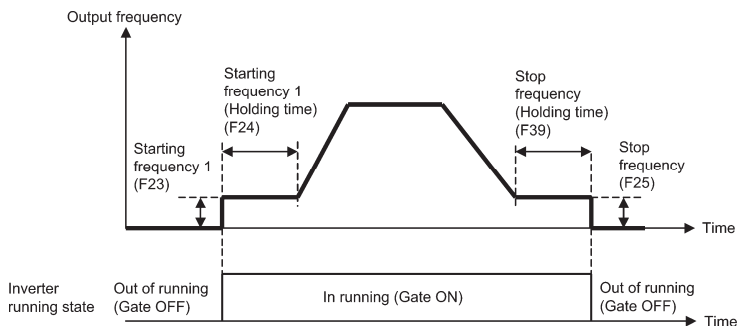 Output frequency
Starting
frequency 1
(Holding time)
(F24)
Stop
frequency
(Holding time)
(F39)
Starting
frequency 1
(F23)
Stop
frequency
(F25)
Time
Inverter
running state
Out of running
(Gate OFF)
In running (Gate ON)
Out of running
(Gate OFF)
Time